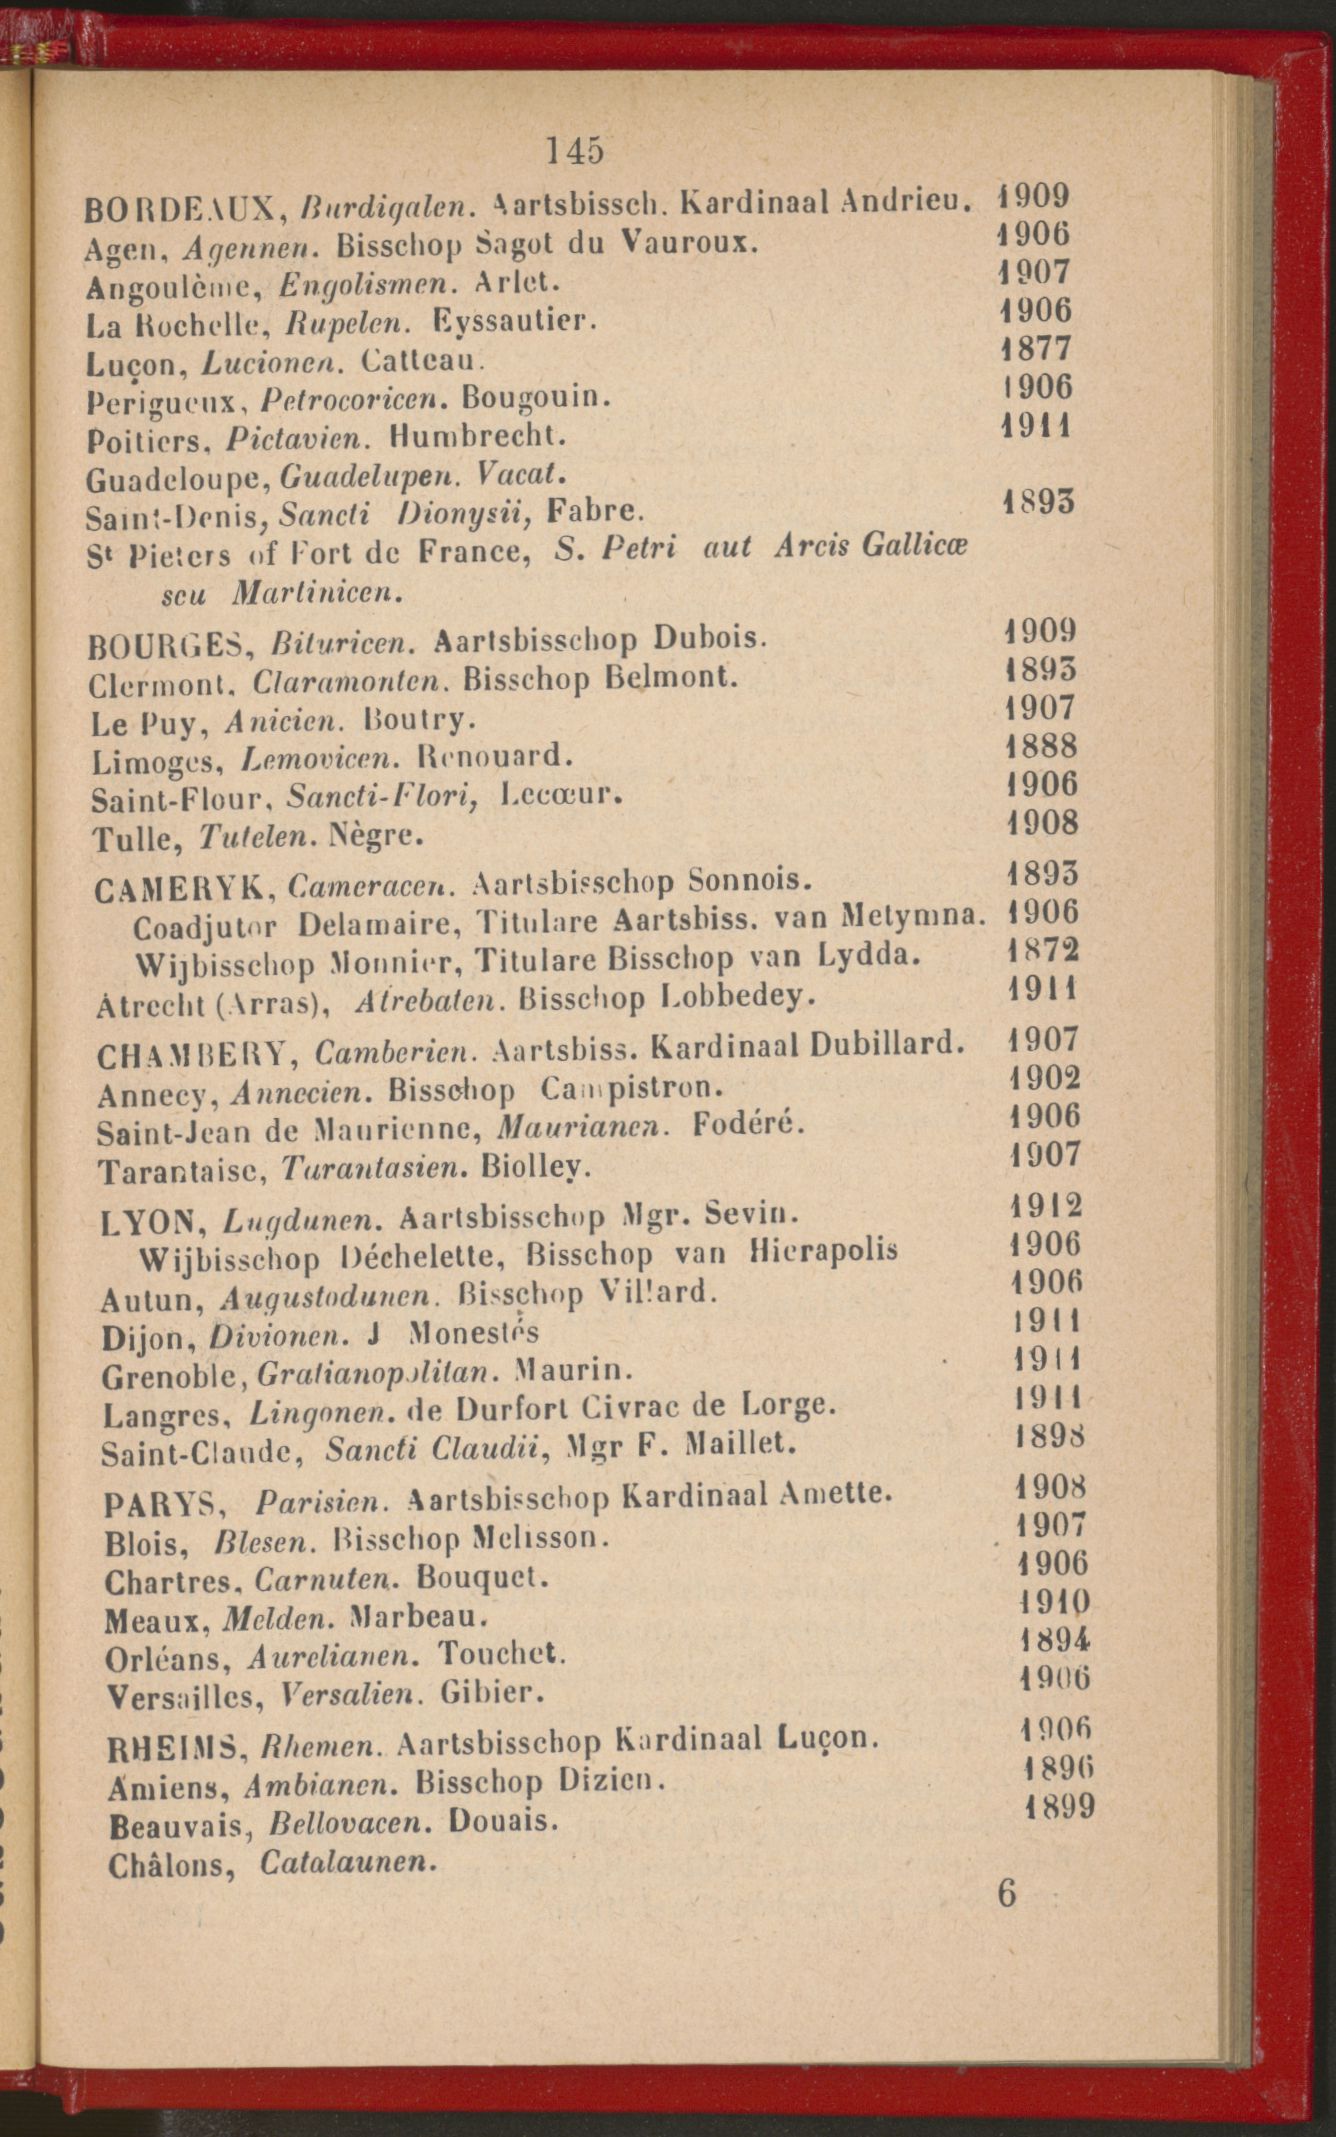 145
BORDEAUX, Burdigalen. Aartsbissch. Kardinaal Andrieu. 1909
Agen, Agennen. Bisschop Sagot du Vauroux. 1906
Angoulème, Engolismen. Arlet. 1907
La Rochelle, Rupelen. Eyssautier. 1906
Luçon, Lucionen. Catteau. 1877
Perigueux, Petrocoricen. Bougouin. 1906
Poitiers, Pictavien. Humbrecht. 1911
Guadeloupe, Guadelupen. Vacat.
Saint-Denis, Sancti Dionysii, Fabre. 1893
St Pieters of Fort de France, S. Petri aut Arcis Gallicæ
seu Martinicen.
BOURGES, Bituricen. Aartsbisschop Dubois. 1909
Clermont, Claramonten. Bisschop Belmont. 1893
Le Puy, Anicien. Boutry. 1907
Limoges, Lemovicen. Renouard. 1888
Saint-Flour, Sancti-Flori, Lecœur. 1906
Tulle, Tutelen. Nègre. 1908
CAMERYK, Cameracen. Aartsbisschop Sonnois. 1893
Coadjutor Delamaire, Titulare Aartsbiss. van Metymna. 1906
Wijbisschop Monnier, Titulare Bisschop van Lydda. 1872
Atrecht (Arras), Atrebaten. Bisschop Lobbedey. 1911
CHAMBERY, Camberien. Aartsbiss. Kardinaal Dubillard. 1907
Annecy, Annecien. Bisschop Campistron. 1902
Saint-Jean de Maurienne, Maurianen. Fodéré. 1906
Tarantaise, Tarantasien. Biolley. 1907
LYON, Lugdunen. Aartsbisschop Mgr. Sevin. 1912
Wijbisschop Déchelette, Bisschop van Hierapolis 1906
Autun, Augustodunen. Bisschop Villard. 1906
Dijon, Divionen. J Monestés 1911
Grenoble, Gratianopolitan. Maurin. 1911
Langres, Lingonen. de Durfort Civrac de Lorge. 1911
Saint-Claude, Sancti Claudii, Mgr F. Maillet. 1898
PARYS, Parisien. Aartsbisschop Kardinaal Amette. 1908
Blois, Blesen. Bisschop Melisson. 1907
Chartres, Carnuten. Bouquet. 1906
Meaux, Melden. Marbeau. 1910
Orléans, Aurelianen. Touchet. 1894
Versailles, Versalien. Gibier. 1906
RHEIMS, Rhemen. Aartsbisschop Kardinaal Luçon. 1906
Amiens, Ambianen. Bisschop Dizien. 1896
Beauvais, Bellovacen. Douais. 1899
Châlons, Catalaunen.
6